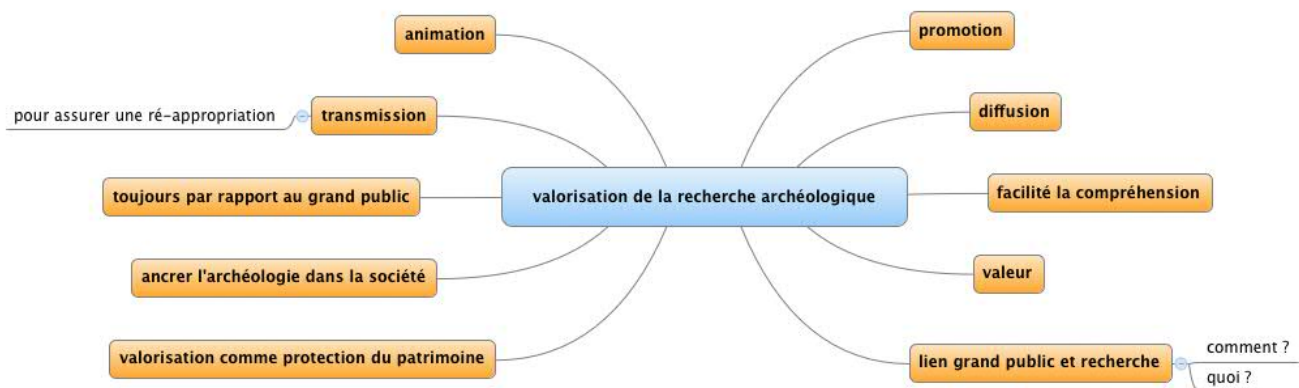 animation
promotion
pour assurer une ré-appropriation
transmission
diffusion
toujours par rapport au grand public
valorisation de la recherche archéologique
facilité la compréhension
ancrer l'archéologie dans la société
valeur
valorisation comme protection du patrimoine
lien grand public et recherche
comment ?
quoi ?